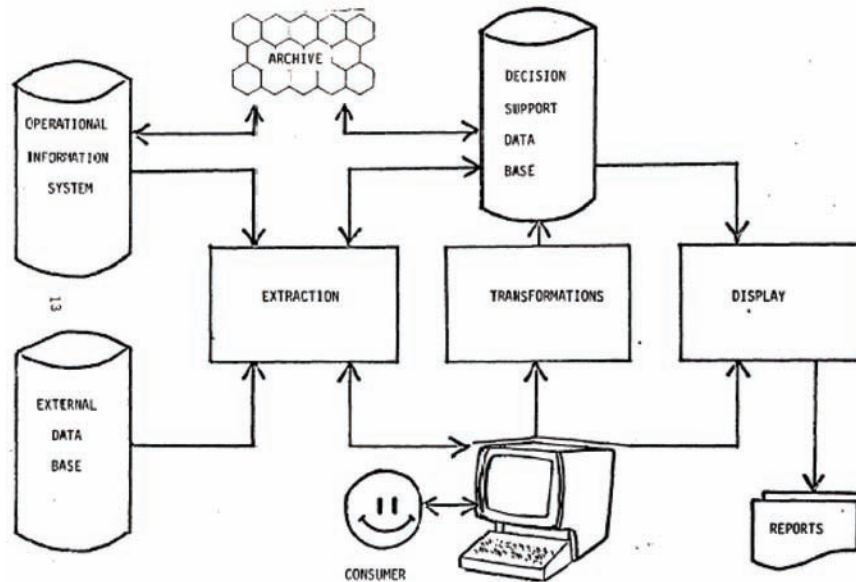 ARCHIVE
OPERATIONAL
INFORMATION
SYSTEM
DECISION
SUPPORT
DATA
BASE
EXTRACTION
TRANSFORMATIONS
DISPLAY
13
EXTERNAL
DATA
BASE
CONSUMER
REPORTS